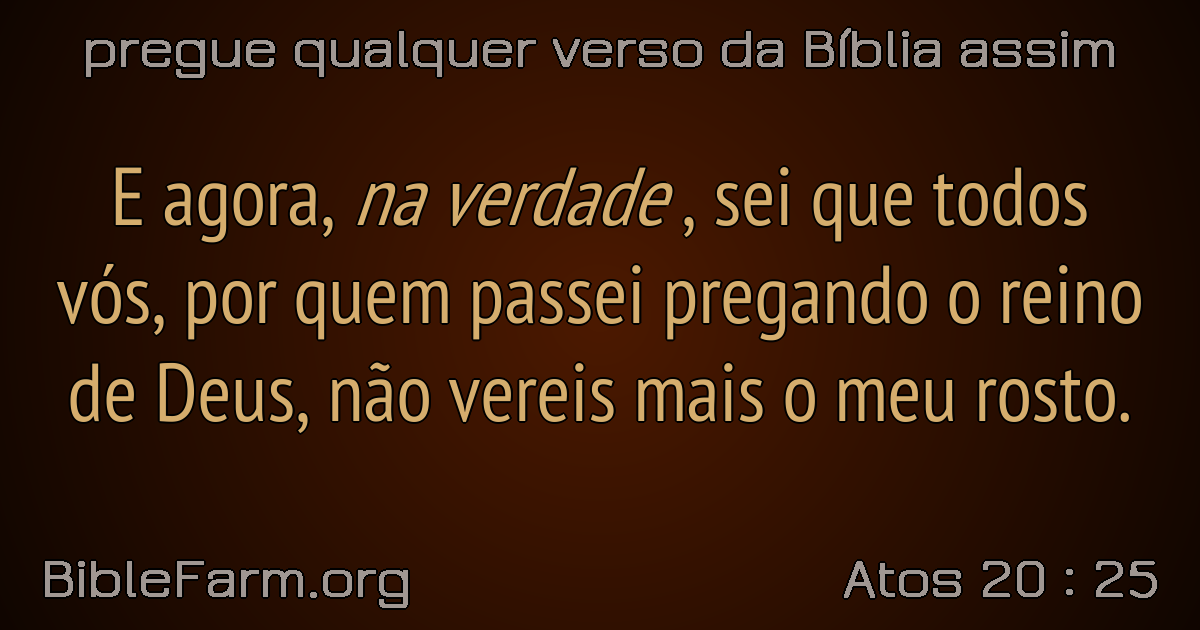 pregue qualquer verso da Bíblia assim
E agora, na verdade , sei que todos
vós, por quem passei pregando o reino
de Deus, não vereis mais o meu rosto.
BibleFarm.org
Atos 20 : 25